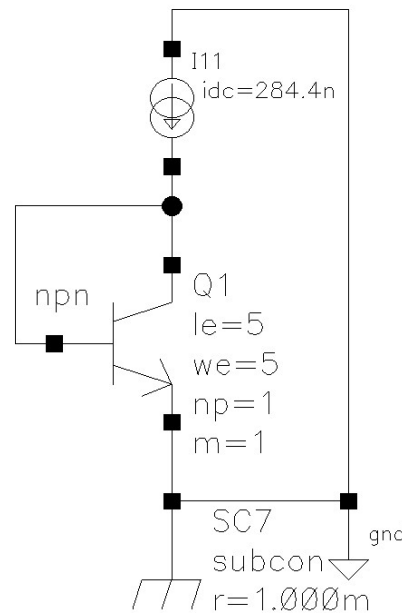 I11
idc=284.4n
npn
Q1
le=5
we=5
np=1
m=1
SC7
subcon
gnd
r=1.000m